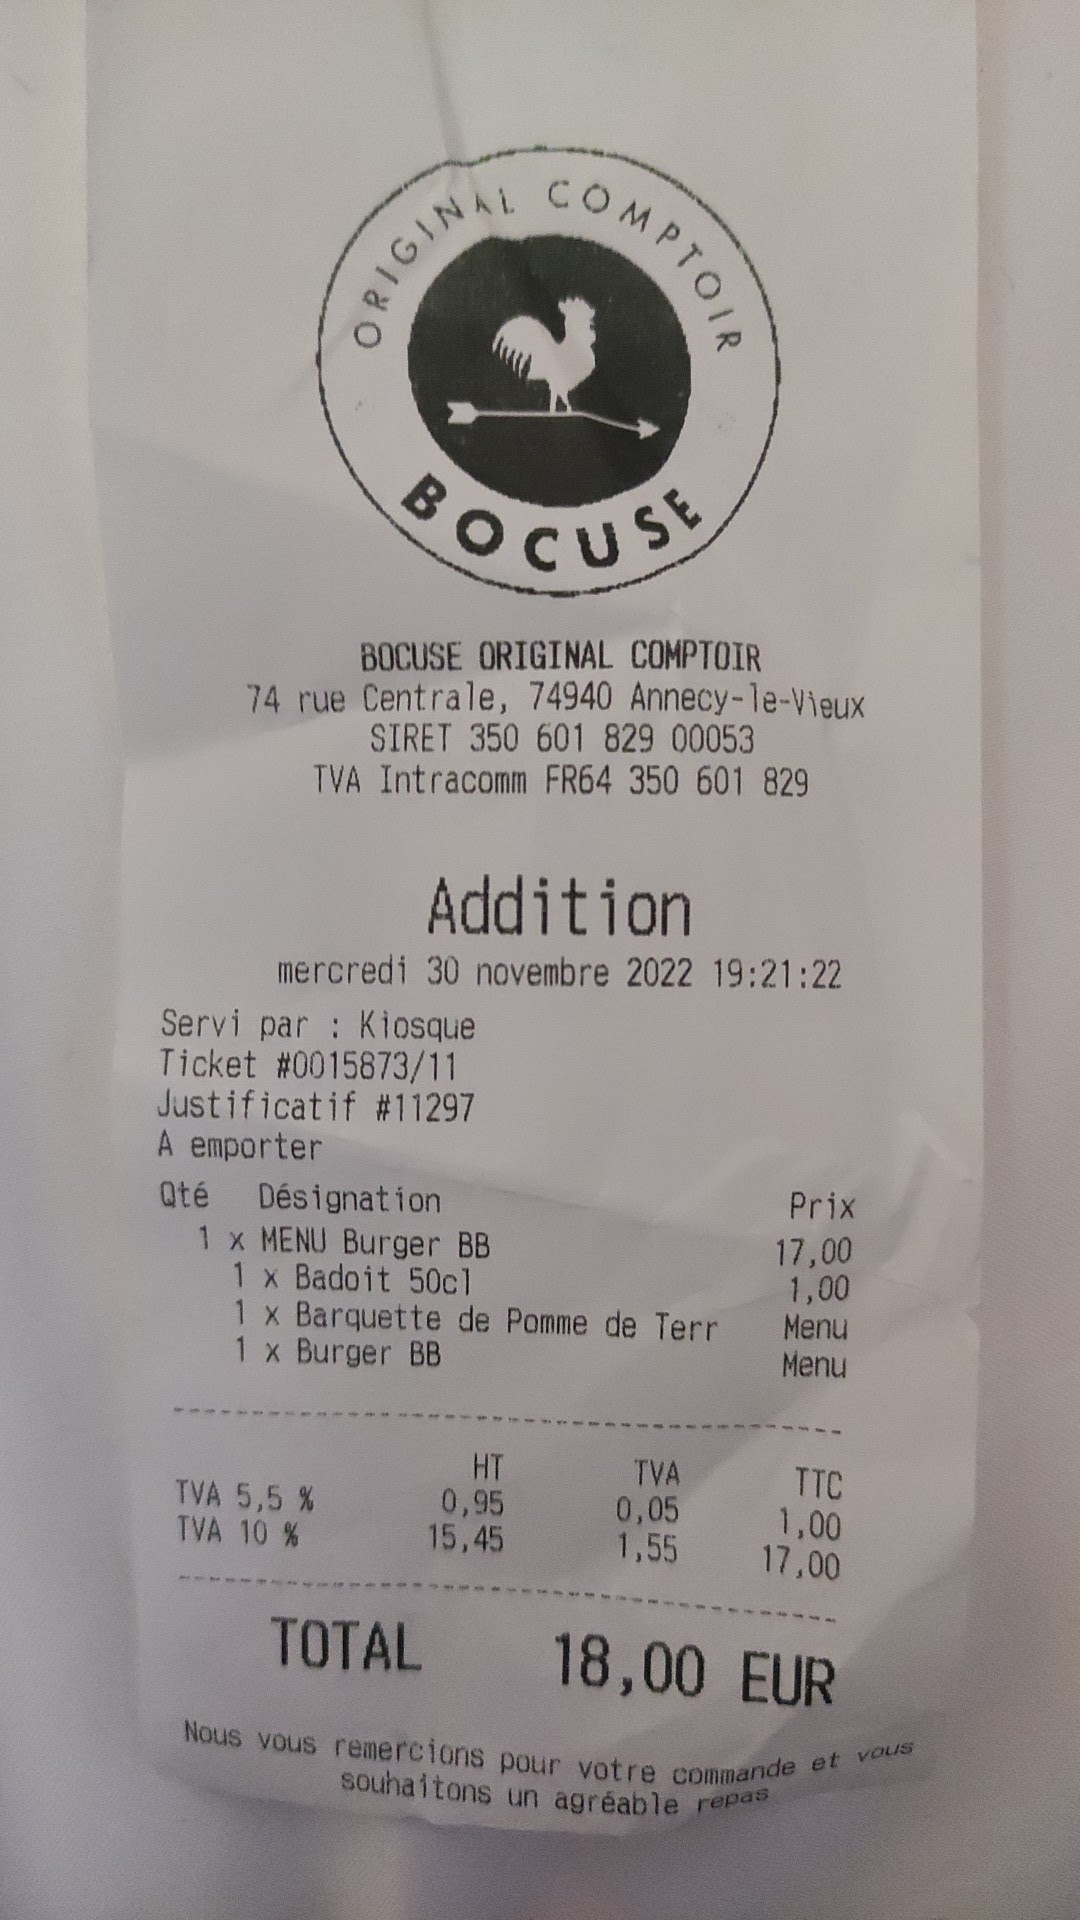 ORIGINAL COMPTOIR
BOCUSE
BOCUSE ORIGINAL COMPTOIR
74 rue Centrale, 74940 Annecy-le-Vieux
SIRET 350 601 829 00053
TVA Intracomm FR64 350 601 829
Addition
mercredi 30 novembre 2022 19:21:22
Servi par : Kiosque
Ticket #0015873/11
Justificatif #11297
A emporter
Qté Désignation Prix
1 x MENU Burger BB 17,00
1 x Badoit 50cl 1,00
1 x Barquette de Pomme de Terr Menu
1 x Burger BB Menu
HT TVA TTC
TVA 5,5 % 0,95 0,05 1,00
TVA 10 % 15,45 1,55 17,00
TOTAL 18,00 EUR
Nous vous remercions pour votre commande et vous
souhaitons un agréable repas